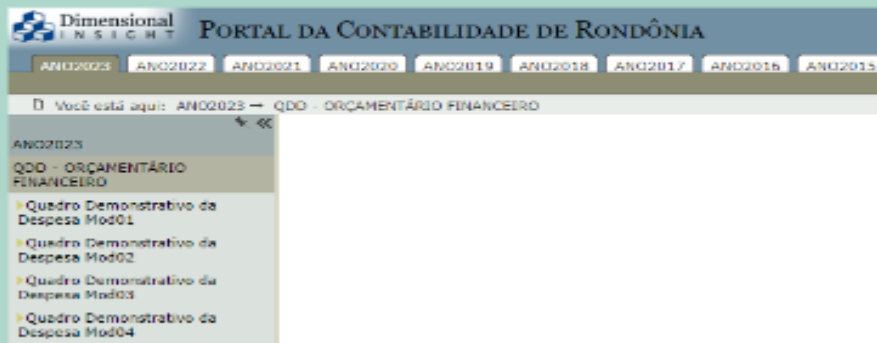 Dimensional
INSIGHT
PORTAL DA CONTABILIDADE DE RONDÔNIA
ANO2023 ANO2022 ANO2021 ANO2020 ANO2019 ANO2018 ANO2017 ANO2016 ANO2015
Você está aqui: ANO2023 → QDD - ORÇAMENTÁRIO FINANCEIRO
ANO2023
QDD - ORÇAMENTÁRIO
FINANCEIRO
Quadro Demonstrativo da
Despesa Mod01
Quadro Demonstrativo da
Despesa Mod02
Quadro Demonstrativo da
Despesa Mod03
Quadro Demonstrativo da
Despesa Mod04